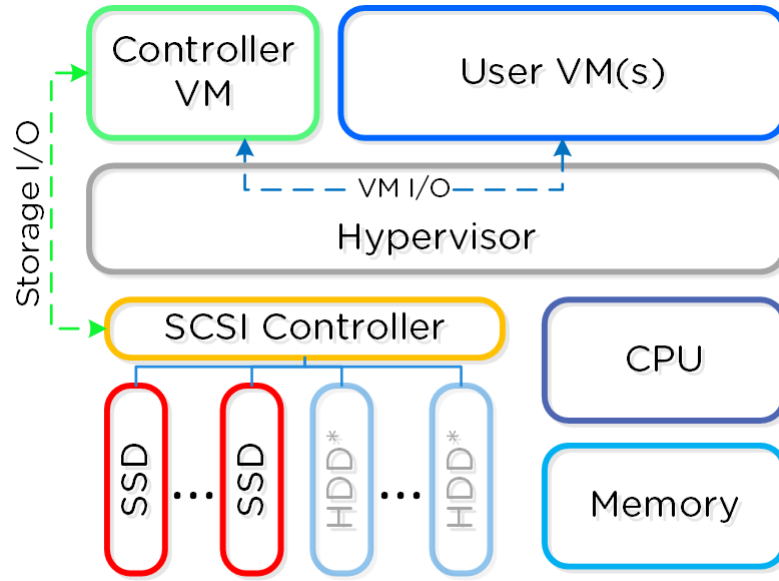 Controller
VM
User VM(s)
Storage I/O
VM I/O
Hypervisor
SCSI Controller
CPU
SSD
...
SSD
HDD*
...
HDD*
Memory